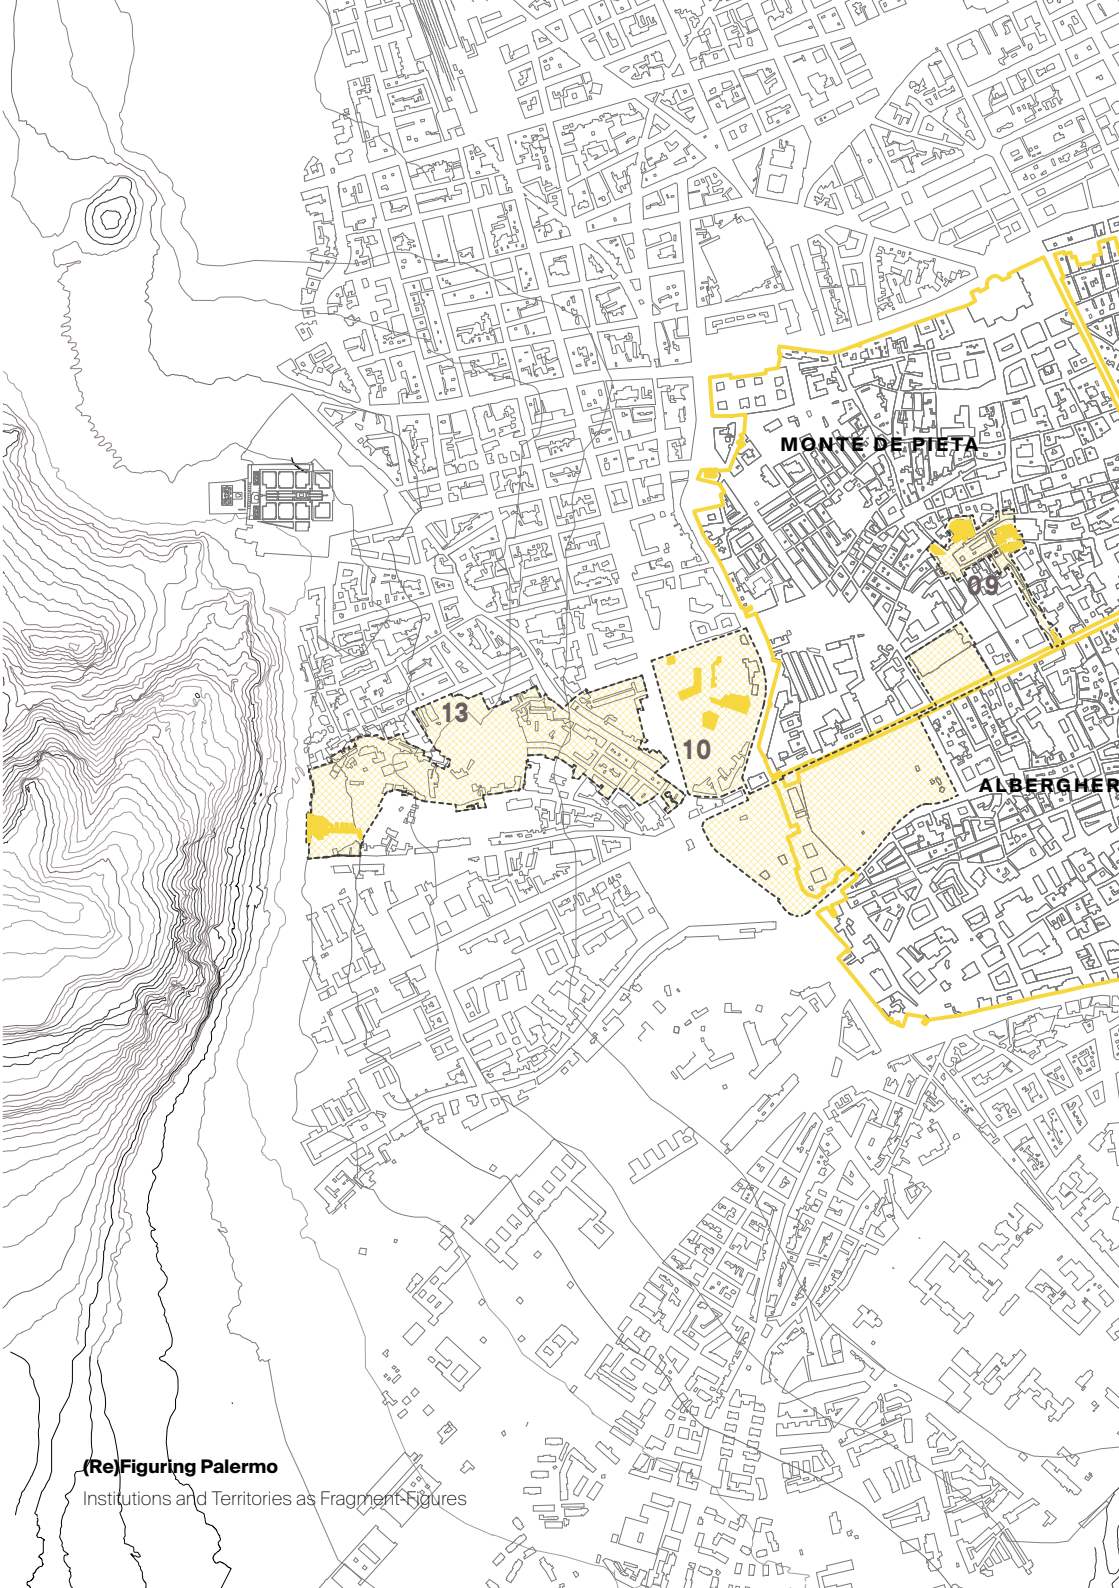 MONTE DE PIETA
09
13
10
ALBERGHER
(Re)Figuring Palermo
Institutions and Territories as Fragment-Figures